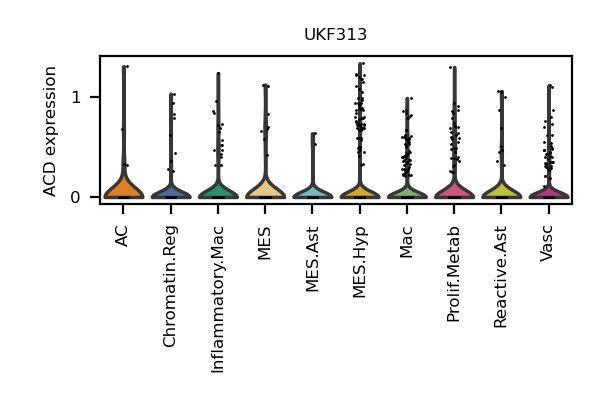 UKF313
ACD expression
1
0
AC
Chromatin.Reg
Inflammatory.Mac
MES
MES.Ast
MES.Hyp
Mac
Prolif.Metab
Reactive.Ast
Vasc